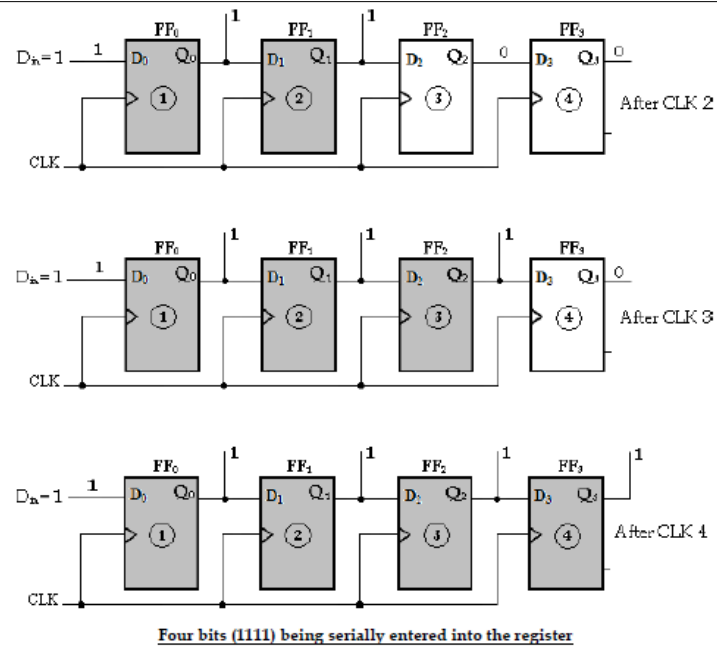 1 1
FF₀ FF₁ FF₂ FF₃
Dᵢₙ=1 1 D₀ Q₀ D₁ Q₁ D₂ Q₂ 0 D₃ Q₃ 0
1 2 3 4 After CLK 2
CLK
1 1 1
FF₀ FF₁ FF₂ FF₃
Dᵢₙ=1 1 D₀ Q₀ D₁ Q₁ D₂ Q₂ D₃ Q₃ 0
1 2 3 4 After CLK 3
CLK
1 1 1 1
FF₀ FF₁ FF₂ FF₃
Dᵢₙ=1 1 D₀ Q₀ D₁ Q₁ D₂ Q₂ D₃ Q₃
1 2 3 4 After CLK 4
CLK
Four bits (1111) being serially entered into the register